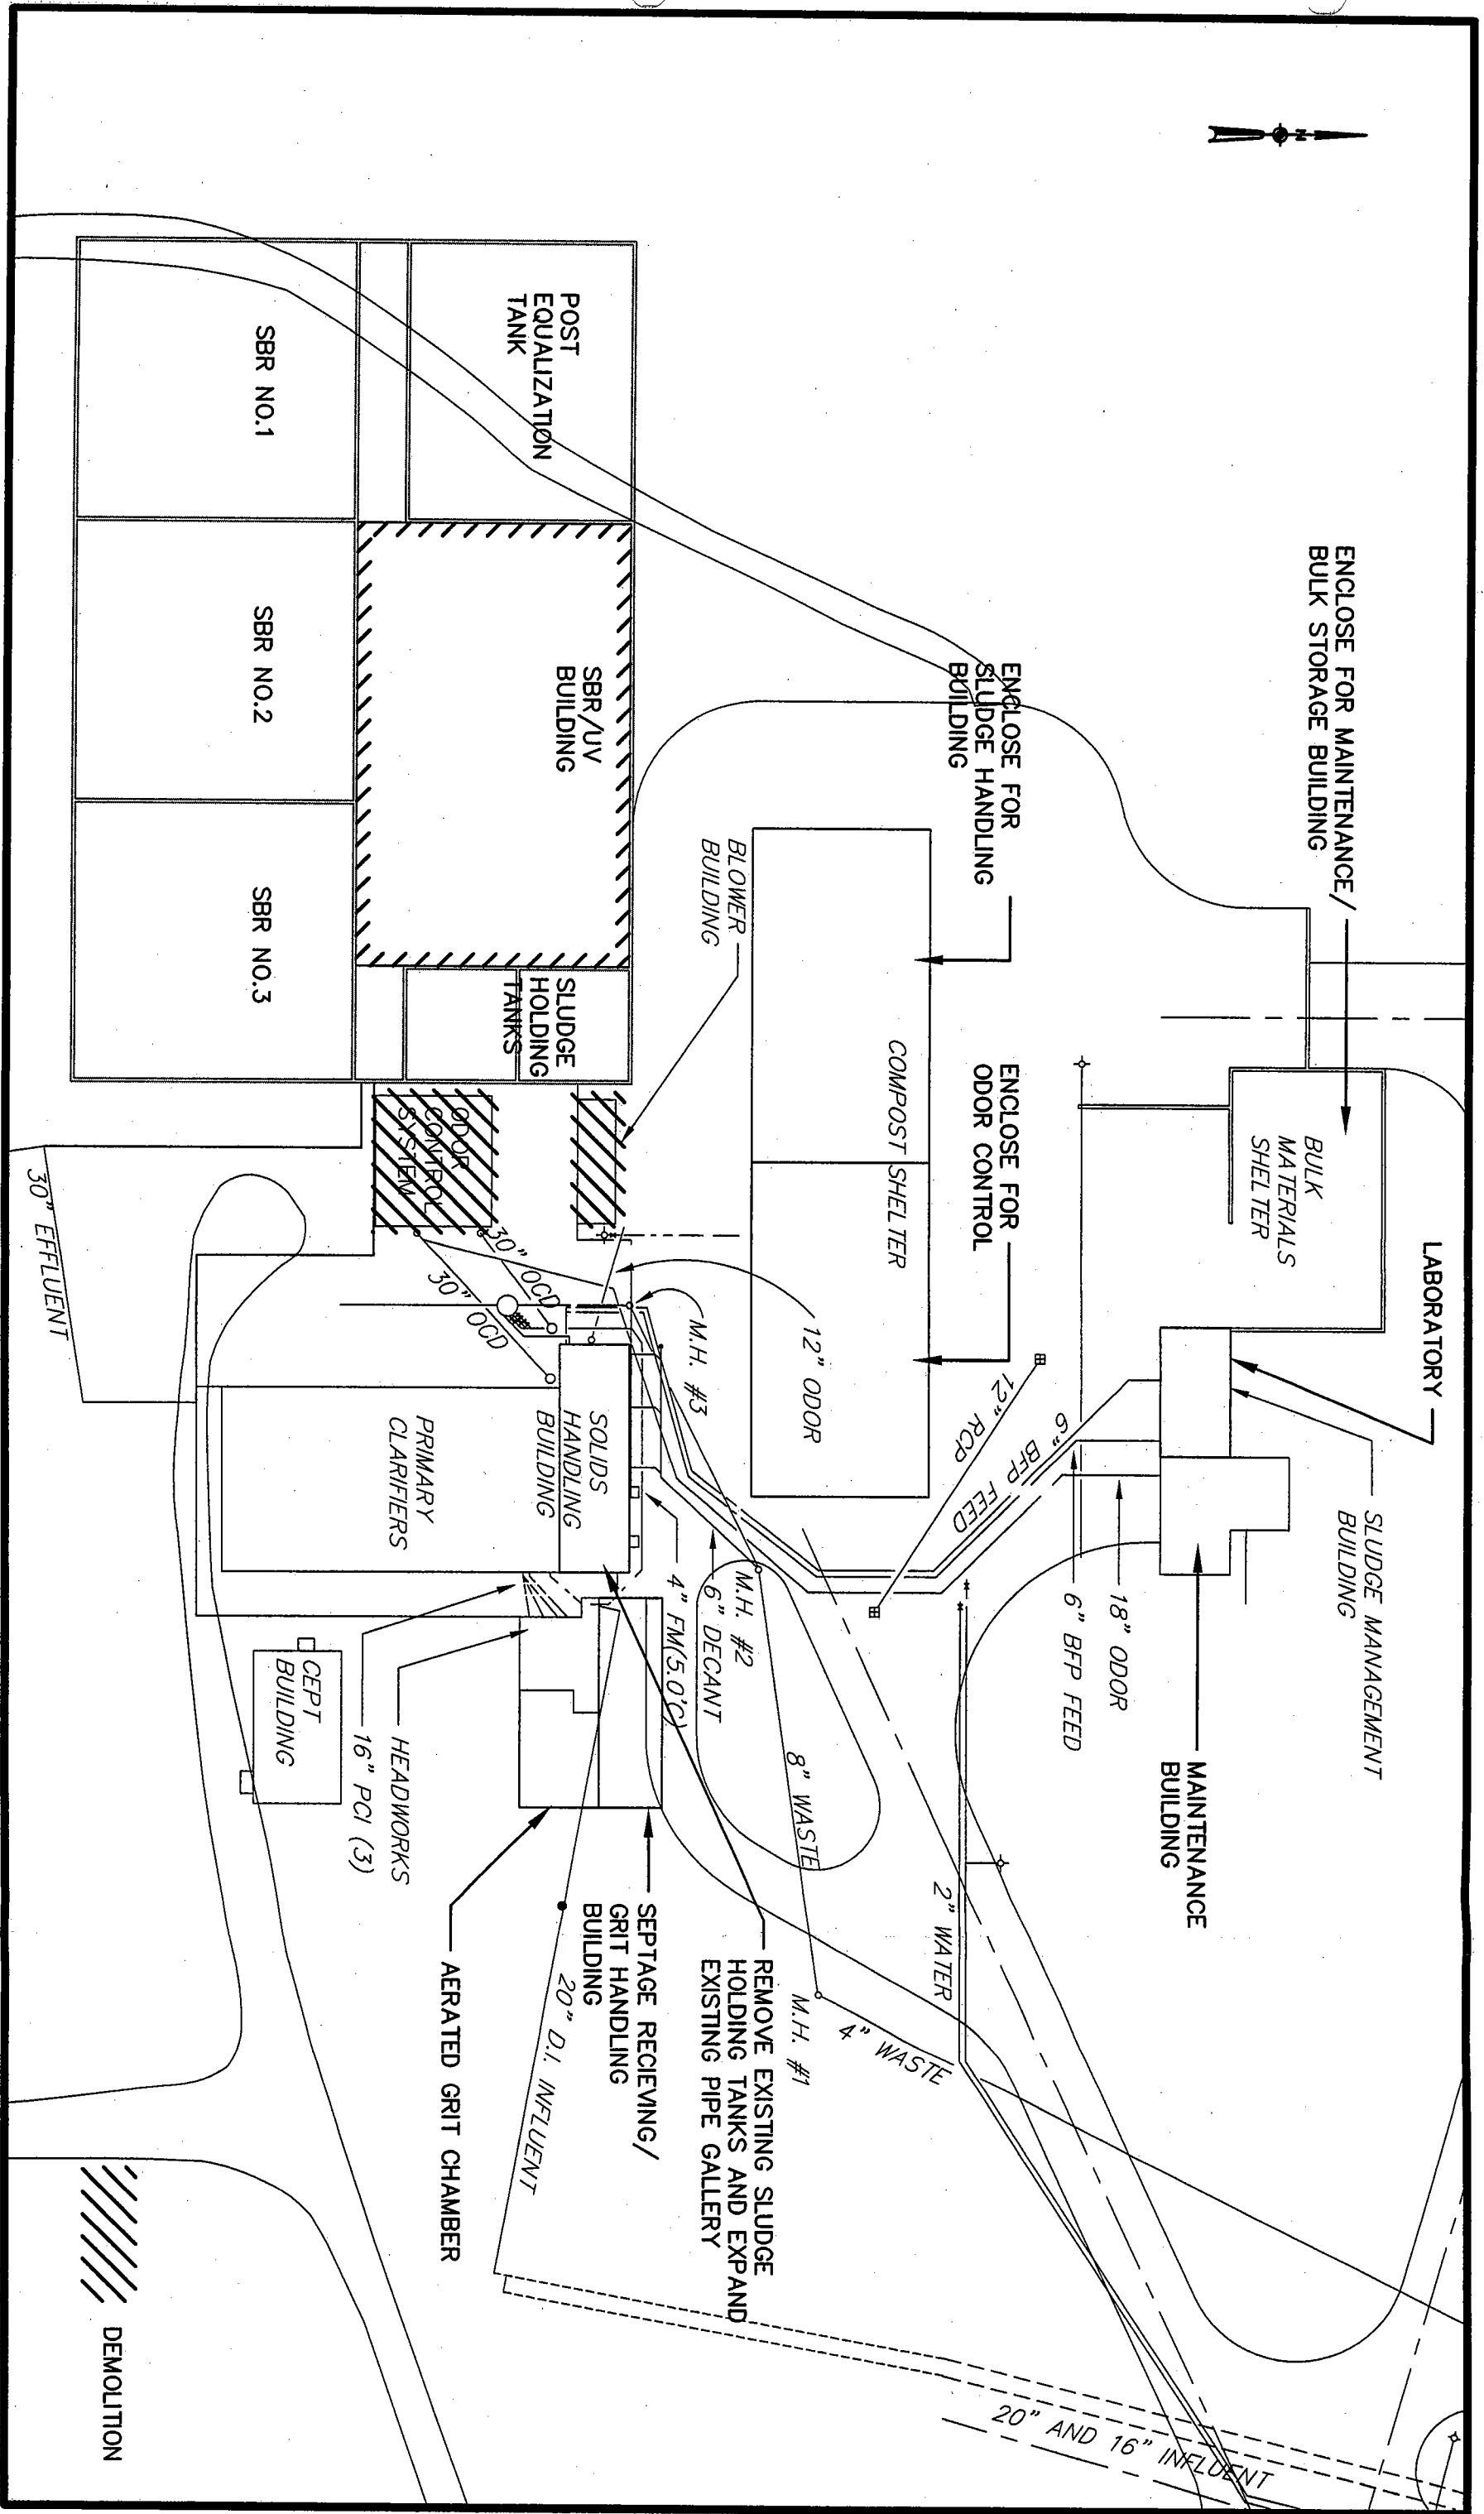 N
ENCLOSE FOR MAINTENANCE/
BULK STORAGE BUILDING
LABORATORY
BULK
MATERIALS
SHELTER
SLUDGE MANAGEMENT
BUILDING
MAINTENANCE
BUILDING
18" ODOR
6" BFP FEED
6" BFP FEED
12" RCP
ENCLOSE FOR
SLUDGE HANDLING
BUILDING
ENCLOSE FOR
ODOR CONTROL
COMPOST SHELTER
12" ODOR
2" WATER
4" WASTE
8" WASTE
M.H. #1
M.H. #2
M.H. #3
6" DECANT
4" FM(5.0'C)
20" AND 16" INFLUENT
BLOWER
BUILDING
POST
EQUALIZATION
TANK
SBR/UV
BUILDING
SLUDGE
HOLDING
TANKS
ODOR
CONTROL
SYSTEM
30" OCD
30" OCD
SOLIDS
HANDLING
BUILDING
PRIMARY
CLARIFIERS
REMOVE EXISTING SLUDGE
HOLDING TANKS AND EXPAND
EXISTING PIPE GALLERY
SEPTAGE RECIEVING/
GRIT HANDLING
BUILDING
20" D.I. INFLUENT
AERATED GRIT CHAMBER
HEADWORKS
16" PCI (3)
CEPT
BUILDING
SBR NO.1
SBR NO.2
SBR NO.3
30" EFFLUENT
DEMOLITION